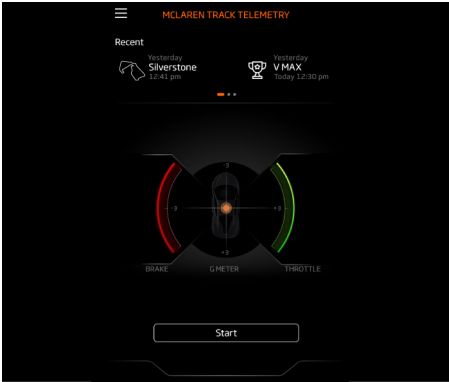 MCLAREN TRACK TELEMETRY
Recent
Yesterday
Silverstone
12:41 pm
Yesterday
V MAX
Today 12:30 pm
-3
-3
+3
+3
BRAKE
G METER
THROTTLE
Start